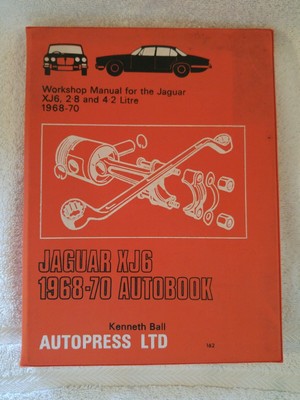 Workshop Manual for the Jaguar
XJ6, 2·8 and 4·2 Litre
1968-70
JAGUAR XJ6
1968-70 AUTOBOOK
Kenneth Ball
AUTOPRESS LTD